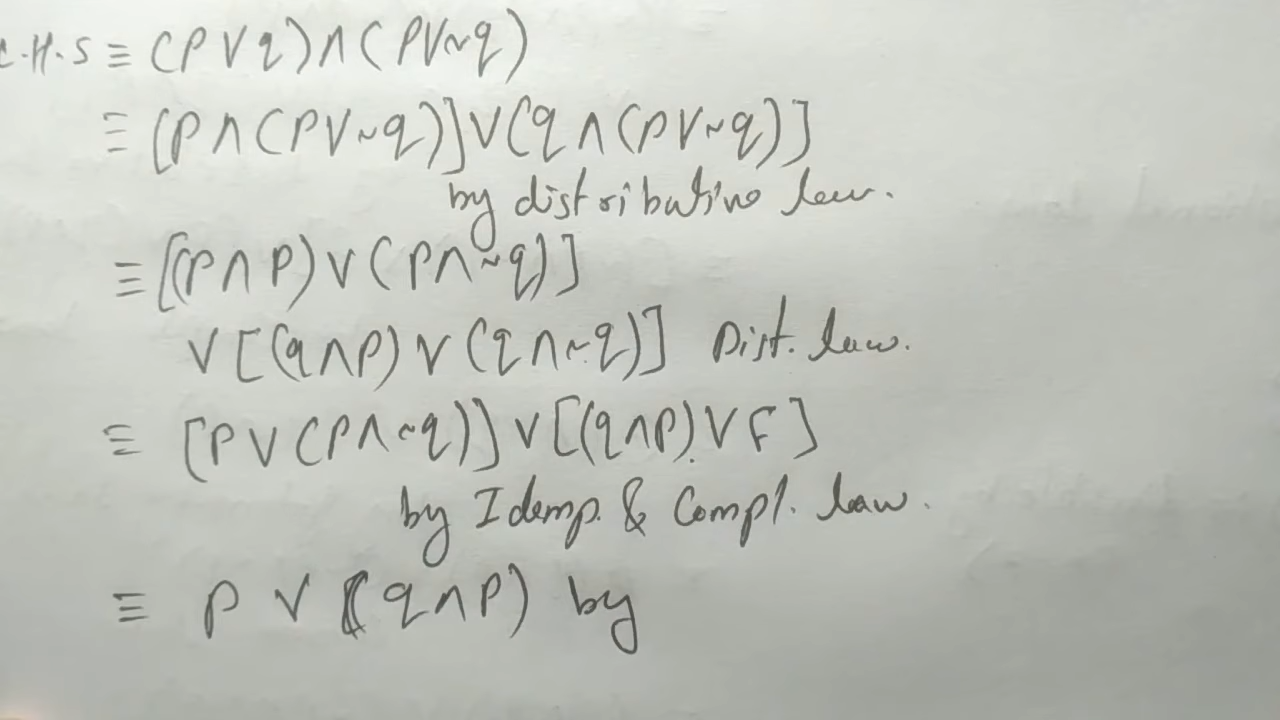 L.H.S ≡ (P∨q)∧(P∨~q)
≡ [P∧(P∨~q)]∨[q∧(P∨~q)]
by distributive law.
≡ [(P∧P)∨(P∧~q)]
∨[(q∧P)∨(q∧~q)] Dist. law.
≡ [P∨(P∧~q)]∨[(q∧P)∨F]
by Idemp. & Compl. law.
≡ P∨(q∧P) by